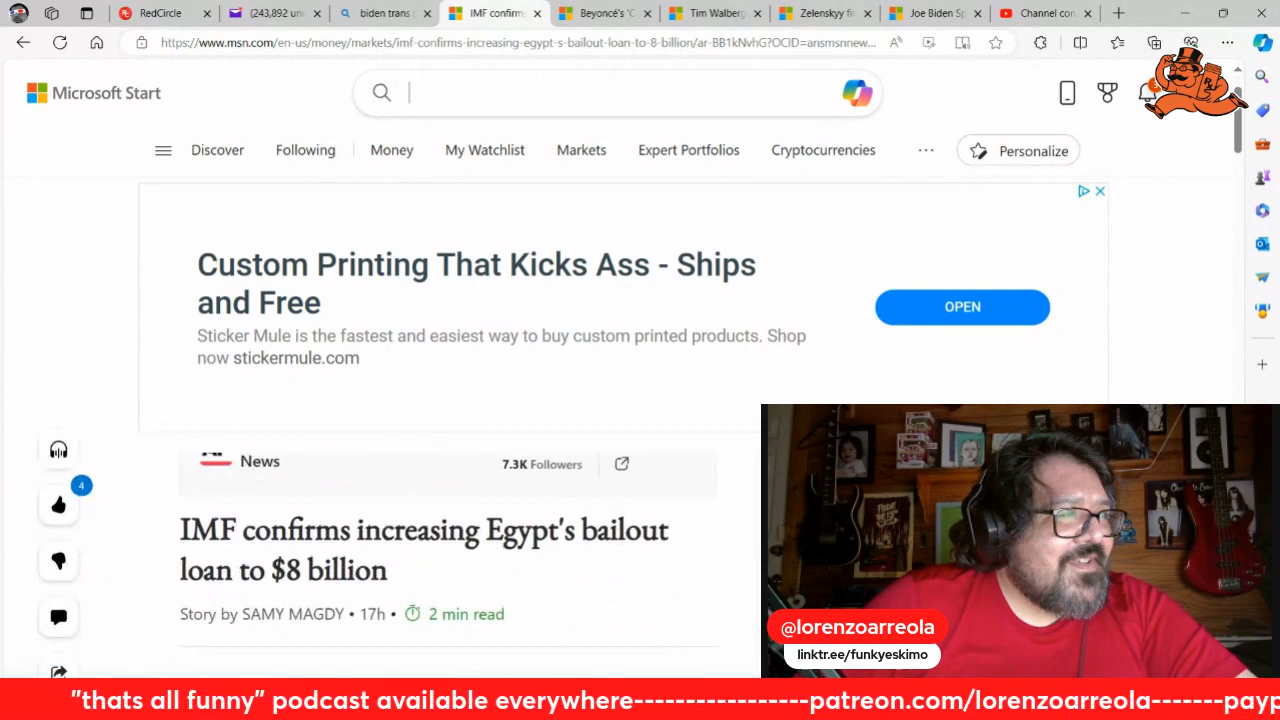 RedCircle
(243,892 un
biden trans
IMF confirm
Beyoncé's 'C
Tim Walberg
Zelenskyy fi
Joe Biden Sp
Channel con
https://www.msn.com/en-us/money/markets/imf-confirms-increasing-egypt-s-bailout-loan-to-8-billion/ar-BB1kNvhG?OCID=ansmsnnew...
Microsoft Start
Discover
Following
Money
My Watchlist
Markets
Expert Portfolios
Cryptocurrencies
...
Personalize
Custom Printing That Kicks Ass - Ships
and Free
Sticker Mule is the fastest and easiest way to buy custom printed products. Shop
now stickermule.com
OPEN
4
News
7.3K Followers
IMF confirms increasing Egypt's bailout
loan to $8 billion
Story by SAMY MAGDY • 17h • 2 min read
@lorenzoarreola
linktr.ee/funkyeskimo
"thats all funny" podcast available everywhere-----------------patreon.com/lorenzoarreola-------payp